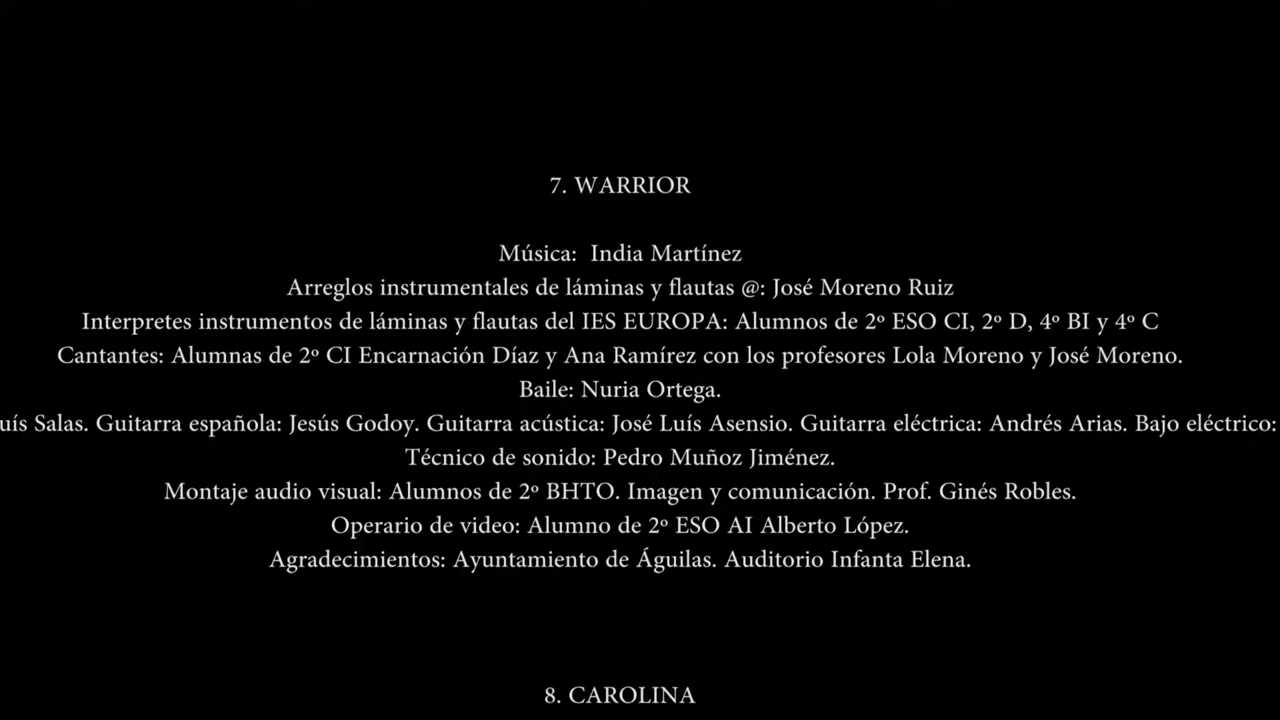 7. WARRIOR
Música: India Martínez
Arreglos instrumentales de láminas y flautas @: José Moreno Ruiz
Interpretes instrumentos de láminas y flautas del IES EUROPA: Alumnos de 2º ESO CI, 2º D, 4º BI y 4º C
Cantantes: Alumnas de 2º CI Encarnación Díaz y Ana Ramírez con los profesores Lola Moreno y José Moreno.
Baile: Nuria Ortega.
uís Salas. Guitarra española: Jesús Godoy. Guitarra acústica: José Luís Asensio. Guitarra eléctrica: Andrés Arias. Bajo eléctrico:
Técnico de sonido: Pedro Muñoz Jiménez.
Montaje audio visual: Alumnos de 2º BHTO. Imagen y comunicación. Prof. Ginés Robles.
Operario de video: Alumno de 2º ESO AI Alberto López.
Agradecimientos: Ayuntamiento de Águilas. Auditorio Infanta Elena.
8. CAROLINA